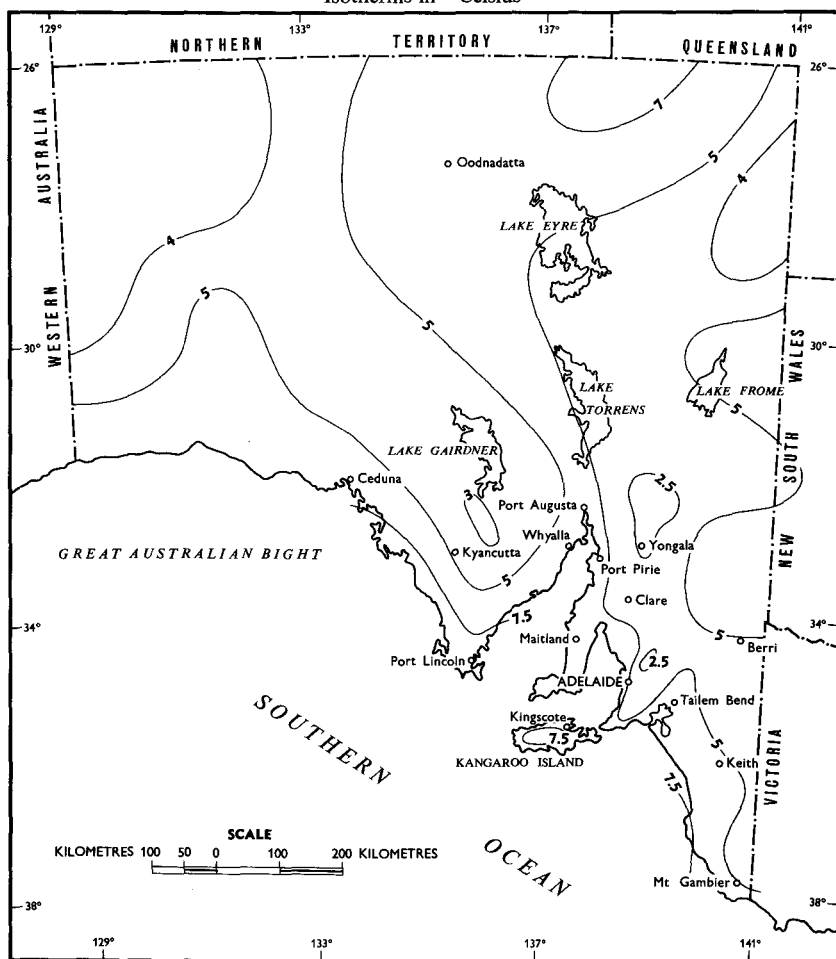 Isotherms in ° Celsius
129° 133° 137° 141°
NORTHERN TERRITORY QUEENSLAND
26° 26°
7
5
4
Oodnadatta
WESTERN AUSTRALIA
LAKE EYRE
4
5
5
30° 30°
LAKE TORRENS
LAKE FROME
5
NEW SOUTH WALES
LAKE GAIRDNER
Ceduna
3
2.5
Port Augusta
GREAT AUSTRALIAN BIGHT
Kyancutta
Whyalla
Yongala
Port Pirie
5
7.5
Clare
34° 34°
Maitland
5
Berri
Port Lincoln
2.5
ADELAIDE
Tailem Bend
Kingscote
7.5
KANGAROO ISLAND
5
Keith
VICTORIA
SOUTHERN OCEAN
7.5
SCALE
KILOMETRES 100 50 0 100 200 KILOMETRES
Mt Gambier
38° 38°
129° 133° 137° 141°